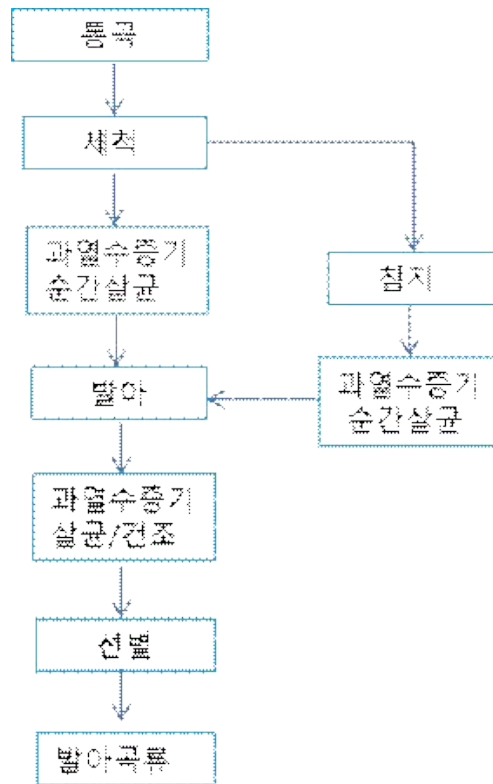 통곡
세척
과열수증기
순간살균
침지
발아
과열수증기
순간살균
과열수증기
살균/건조
선별
발아곡류